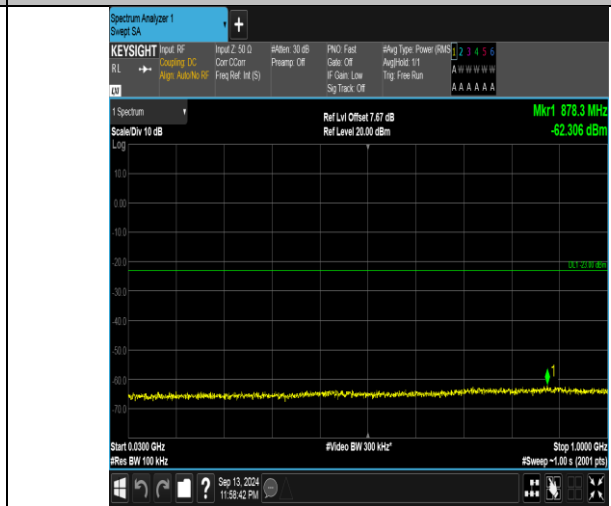 Spectrum Analyzer 1
Swept SA
+
KEYSIGHT Input: RF Input Z: 50 Ω #Atten: 30 dB PNO: Fast #Avg Type: Power (RMS 1 2 3 4 5 6
RL Coupling: DC Corr CCorr Preamp: Off Gate: Off Avg|Hold: 1/1 A W W W W W
Align: Auto/No RF Freq Ref: Int (S) IF Gain: Low Trig: Free Run
Sig Track: Off A A A A A A
1 Spectrum Ref Lvl Offset 7.67 dB Mkr1 878.3 MHz
Scale/Div 10 dB Ref Level 20.00 dBm -62.306 dBm
Log
10.0
0.00
-10.0
-20.0
DL1 -23.00 dBm
-30.0
-40.0
-50.0
1
-60.0
-70.0
Start 0.0300 GHz #Video BW 300 kHz* Stop 1.0000 GHz
#Res BW 100 kHz #Sweep ~1.00 s (2001 pts)
? Sep 13, 2024
11:58:42 PM